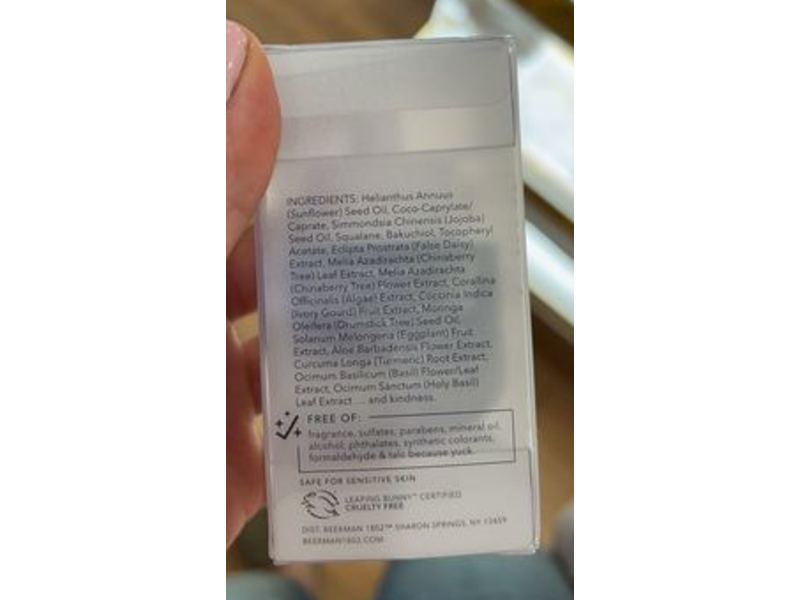 INGREDIENTS: Helianthus Annuus
(Sunflower) Seed Oil, Coco-Caprylate/
Caprate, Simmondsia Chinensis (Jojoba)
Seed Oil, Squalane, Bakuchiol, Tocopheryl
Acetate, Eclipta Prostrata (False Daisy)
Extract, Melia Azadirachta (Chinaberry
Tree) Leaf Extract, Melia Azadirachta
(Chinaberry Tree) Flower Extract, Corallina
Officinalis (Algae) Extract, Coccinia Indica
(Ivory Gourd) Fruit Extract, Moringa
Oleifera (Drumstick Tree) Seed Oil,
Solanum Melongena (Eggplant) Fruit
Extract, Aloe Barbadensis Flower Extract,
Curcuma Longa (Turmeric) Root Extract,
Ocimum Basilicum (Basil) Flower/Leaf
Extract, Ocimum Sanctum (Holy Basil)
Leaf Extract ... and kindness.
FREE OF:
fragrance, sulfates, parabens, mineral oil,
alcohol, phthalates, synthetic colorants,
formaldehyde & talc because yuck.
SAFE FOR SENSITIVE SKIN
LEAPING BUNNY™ CERTIFIED
CRUELTY FREE
DIST. BEEKMAN 1802™ SHARON SPRINGS, NY 13459
BEEKMAN1802.COM